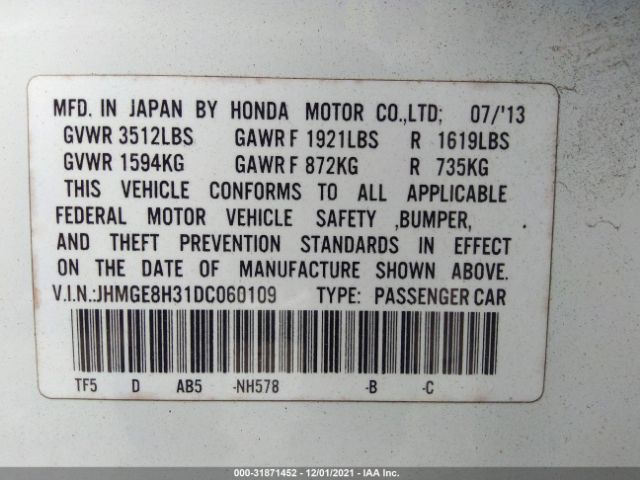 MFD. IN JAPAN BY HONDA MOTOR CO.,LTD; 07/'13
GVWR 3512LBS GAWR F 1921LBS R 1619LBS
GVWR 1594KG GAWR F 872KG R 735KG
THIS VEHICLE CONFORMS TO ALL APPLICABLE
FEDERAL MOTOR VEHICLE SAFETY ,BUMPER, .
AND THEFT PREVENTION STANDARDS IN EFFECT
ON THE DATE OF MANUFACTURE SHOWN ABOVE.
V.I.N.:JHMGE8H31DC060109 TYPE: PASSENGER CAR
TF5 D AB5 -NH578 -B -C
000-31871452 • 12/01/2021 - IAA Inc.